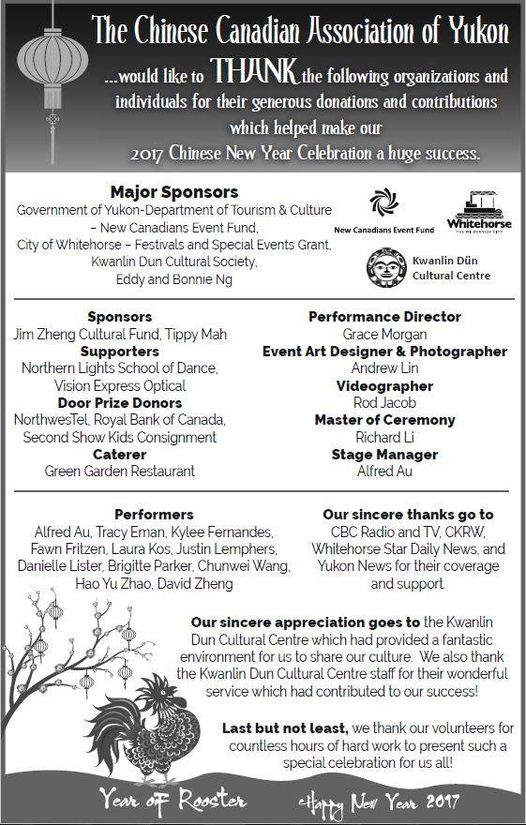 The Chinese Canadian Association of Yukon
...would like to THANK the following organizations and
individuals for their generous donations and contributions
which helped make our
2017 Chinese New Year Celebration a huge success.
Major Sponsors
Government of Yukon-Department of Tourism & Culture
– New Canadians Event Fund,
City of Whitehorse – Festivals and Special Events Grant,
Kwanlin Dun Cultural Society,
Eddy and Bonnie Ng
New Canadians Event Fund
Whitehorse
THE WILDERNESS CITY
Kwanlin Dün
Cultural Centre
Sponsors
Jim Zheng Cultural Fund, Tippy Mah
Supporters
Northern Lights School of Dance,
Vision Express Optical
Door Prize Donors
NorthwesTel, Royal Bank of Canada,
Second Show Kids Consignment
Caterer
Green Garden Restaurant
Performance Director
Grace Morgan
Event Art Designer & Photographer
Andrew Lin
Videographer
Rod Jacob
Master of Ceremony
Richard Li
Stage Manager
Alfred Au
Performers
Alfred Au, Tracy Eman, Kylee Fernandes,
Fawn Fritzen, Laura Kos, Justin Lemphers,
Danielle Lister, Brigitte Parker, Chunwei Wang,
Hao Yu Zhao, David Zheng
Our sincere thanks go to
CBC Radio and TV, CKRW,
Whitehorse Star Daily News, and
Yukon News for their coverage
and support.
Our sincere appreciation goes to the Kwanlin
Dun Cultural Centre which had provided a fantastic
environment for us to share our culture. We also thank
the Kwanlin Dun Cultural Centre staff for their wonderful
service which had contributed to our success!
Last but not least, we thank our volunteers for
countless hours of hard work to present such a
special celebration for us all!
Year of Rooster
Happy New Year 2017